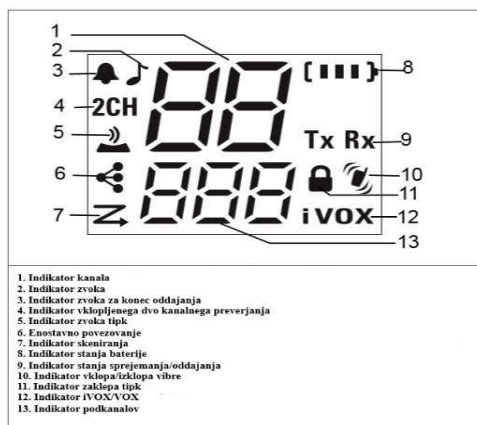 1
2
3
4
5
6
7
8
9
10
11
12
13
88
2CH
Tx Rx
888
iVOX
1. Indikator kanala
2. Indikator zvoka
3. Indikator zvoka za konec oddajanja
4. Indikator vklopljenega dvo kanalnega preverjanja
5. Indikator zvoka tipk
6. Enostavno povezovanje
7. Indikator skeniranja
8. Indikator stanja baterije
9. Indikator stanja sprejemanja/oddajanja
10. Indikator vklopa/izklopa vibre
11. Indikator zaklepa tipk
12. Indikator iVOX/VOX
13. Indikator podkanalov